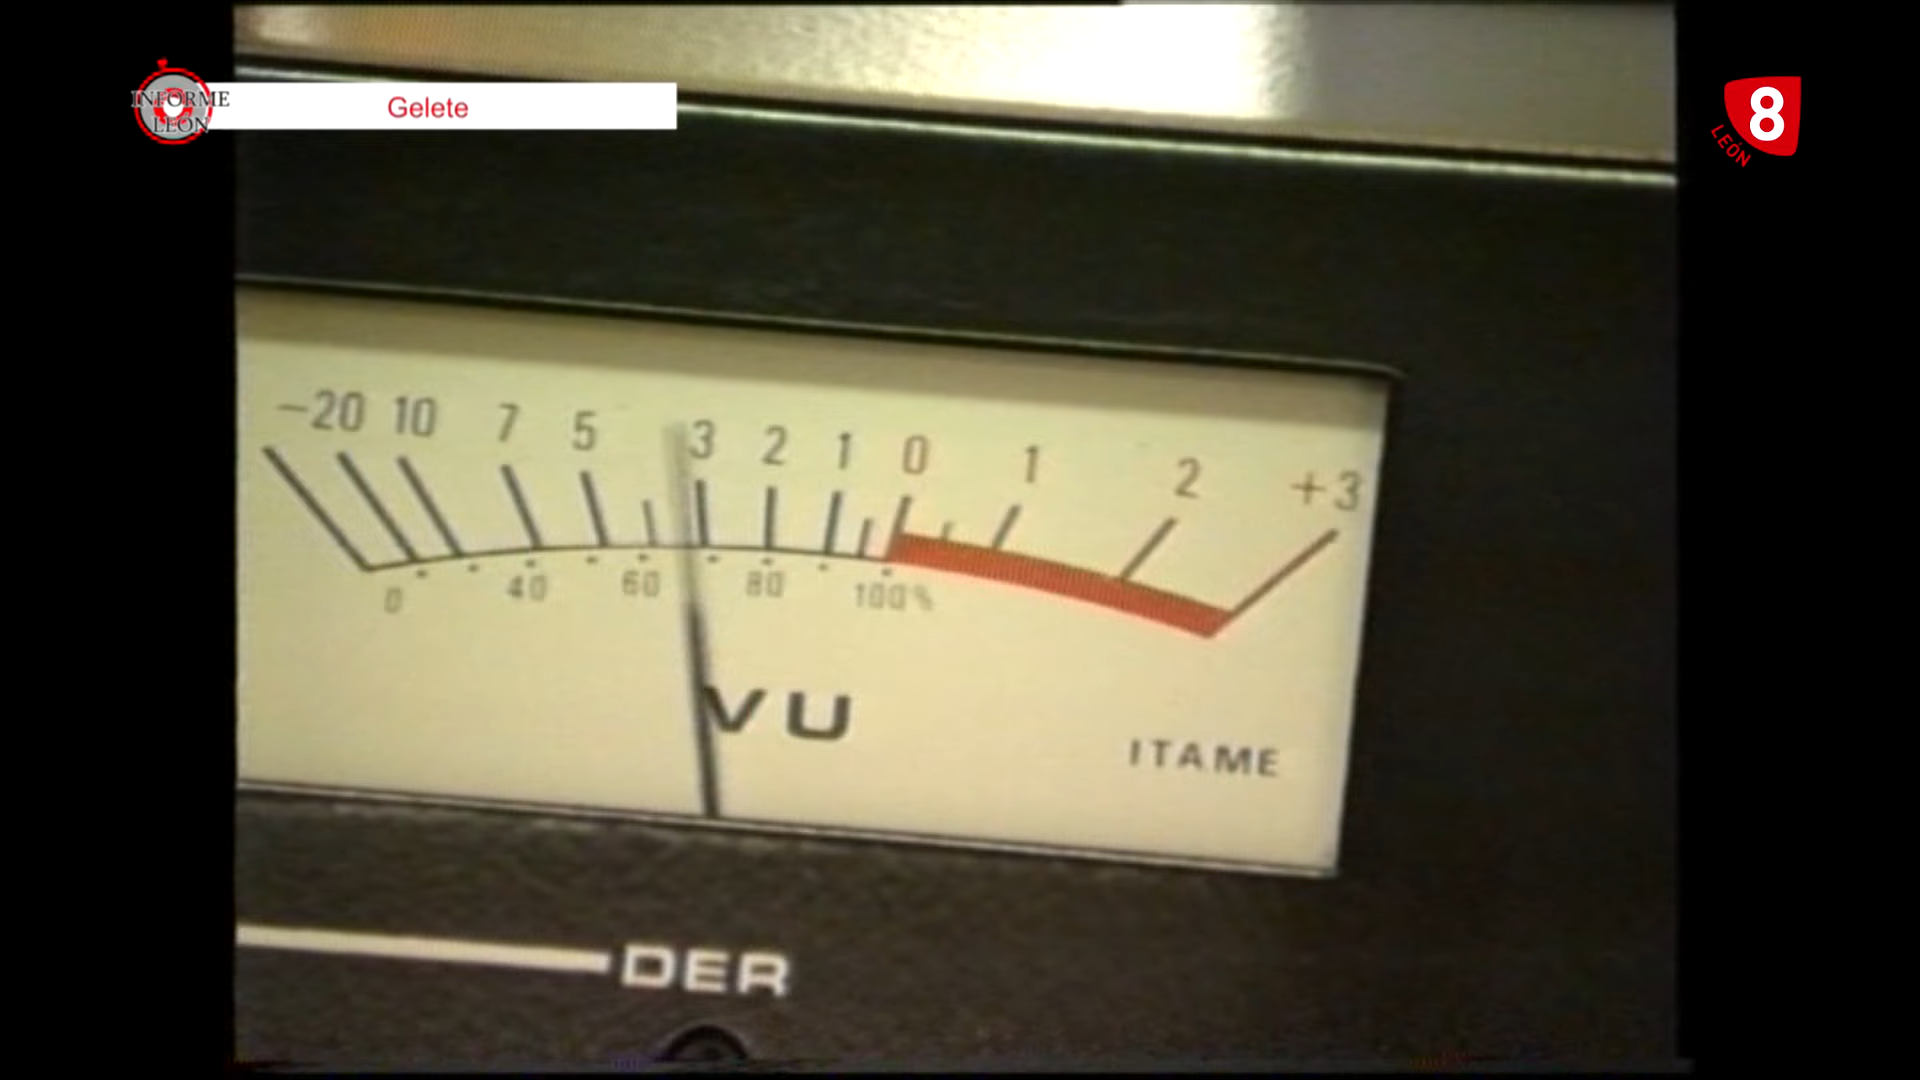 INFORME
LEÓN
Gelete
8
LEÓN
−20 10 7 5 3 2 1 0 1 2 +3
0 40 60 80 100%
VU
ITAME
DER